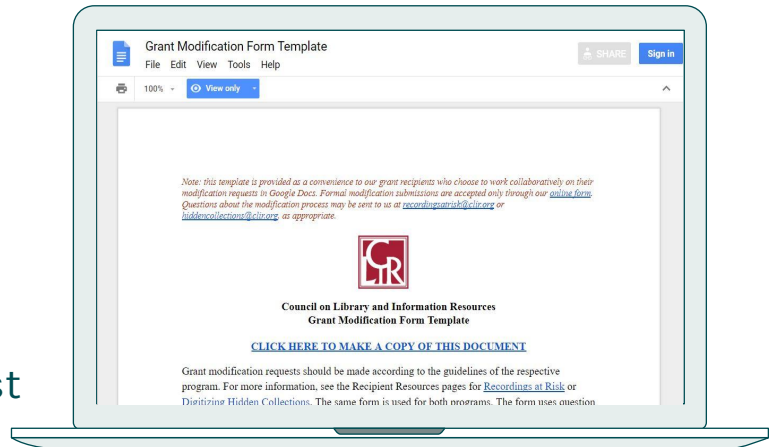 Grant Modification Form Template
File Edit View Tools Help
SHARE
Sign in
100%
View only
Note: this template is provided as a convenience to our grant recipients who choose to work collaboratively on their
modification requests in Google Docs. Formal modification submissions are accepted only through our online form.
Questions about the modification process may be sent to us at recordingsatrisk@clir.org or
hiddencollections@clir.org, as appropriate.
CLIR
Council on Library and Information Resources
Grant Modification Form Template
CLICK HERE TO MAKE A COPY OF THIS DOCUMENT
Grant modification requests should be made according to the guidelines of the respective
program. For more information, see the Recipient Resources pages for Recordings at Risk or
st
Digitizing Hidden Collections. The same form is used for both programs. The form uses question